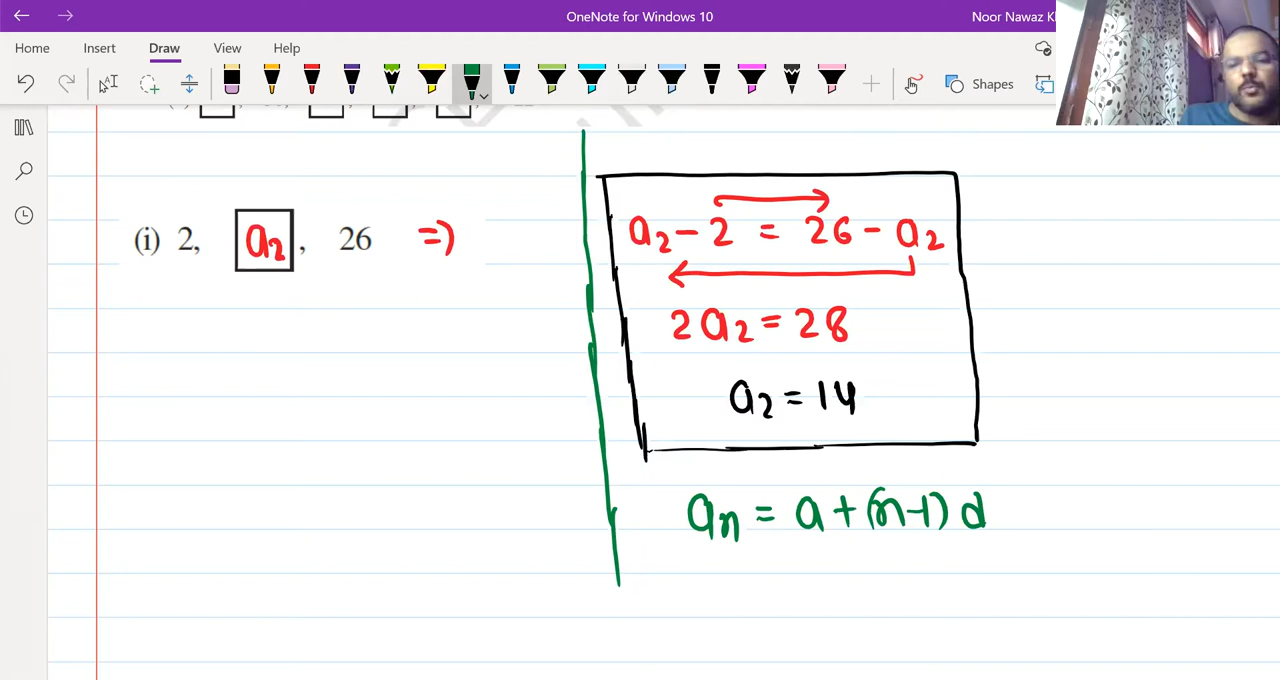 OneNote for Windows 10
Noor Nawaz
Home Insert Draw View Help
Shapes
(i) 2, a₂, 26 =>)
a₂ - 2 = 26 - a₂
2a₂ = 28
a₂ = 14
aₙ = a + (n-1) d